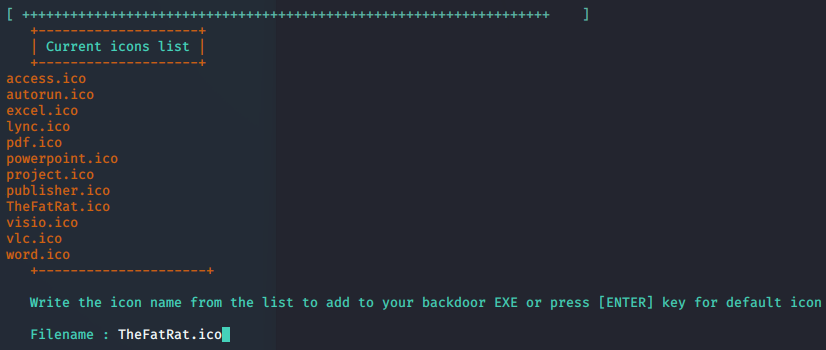 [ ++++++++++++++++++++++++++++++++++++++++++++++++++++++++++++++++++ ]
+--------------------+
| Current icons list |
+--------------------+
access.ico
autorun.ico
excel.ico
lync.ico
pdf.ico
powerpoint.ico
project.ico
publisher.ico
TheFatRat.ico
visio.ico
vlc.ico
word.ico
+---------------------+
Write the icon name from the list to add to your backdoor EXE or press [ENTER] key for default icon
Filename : TheFatRat.ico